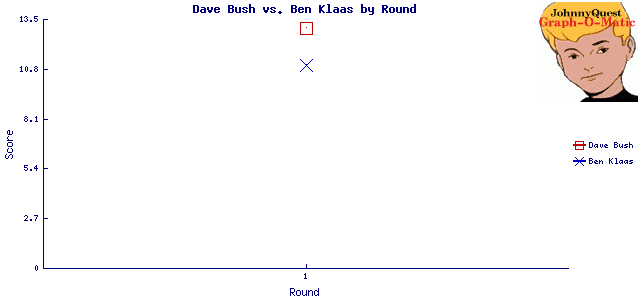 Dave Bush vs. Ben Klaas by Round
JohnnyQuest
Graph-O-Matic
13.5
10.8
8.1
5.4
2.7
0
Score
1
Round
Dave Bush
Ben Klaas